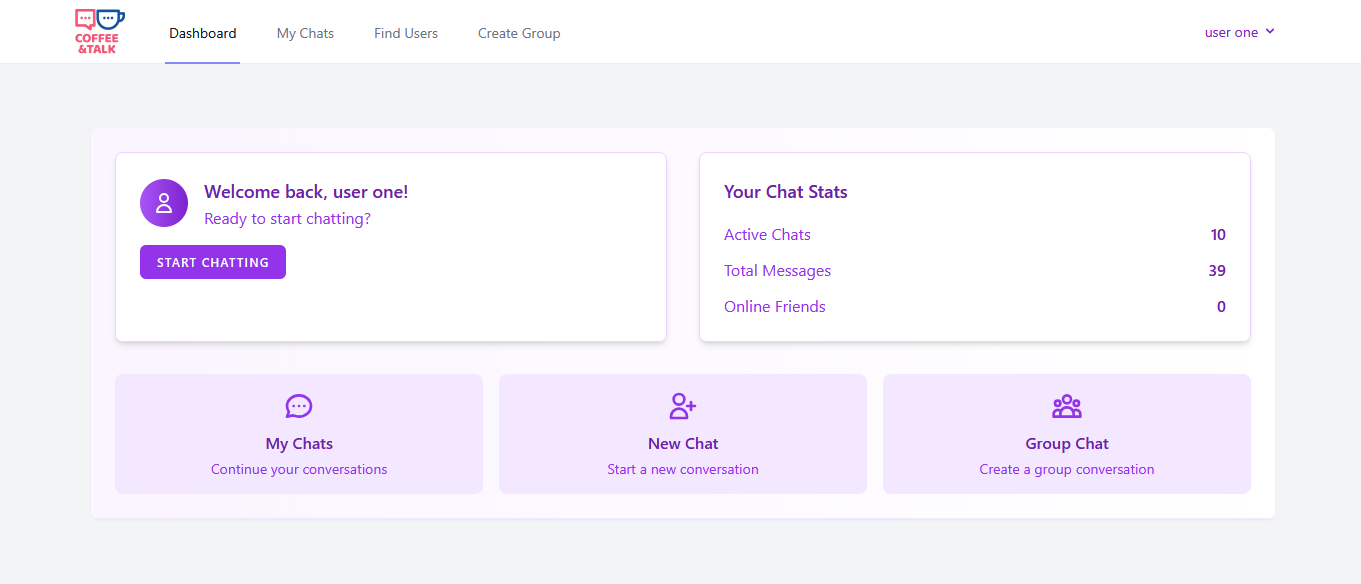 COFFEE
&TALK
Dashboard
My Chats
Find Users
Create Group
user one
Welcome back, user one!
Ready to start chatting?
START CHATTING
Your Chat Stats
Active Chats 10
Total Messages 39
Online Friends 0
My Chats
Continue your conversations
New Chat
Start a new conversation
Group Chat
Create a group conversation